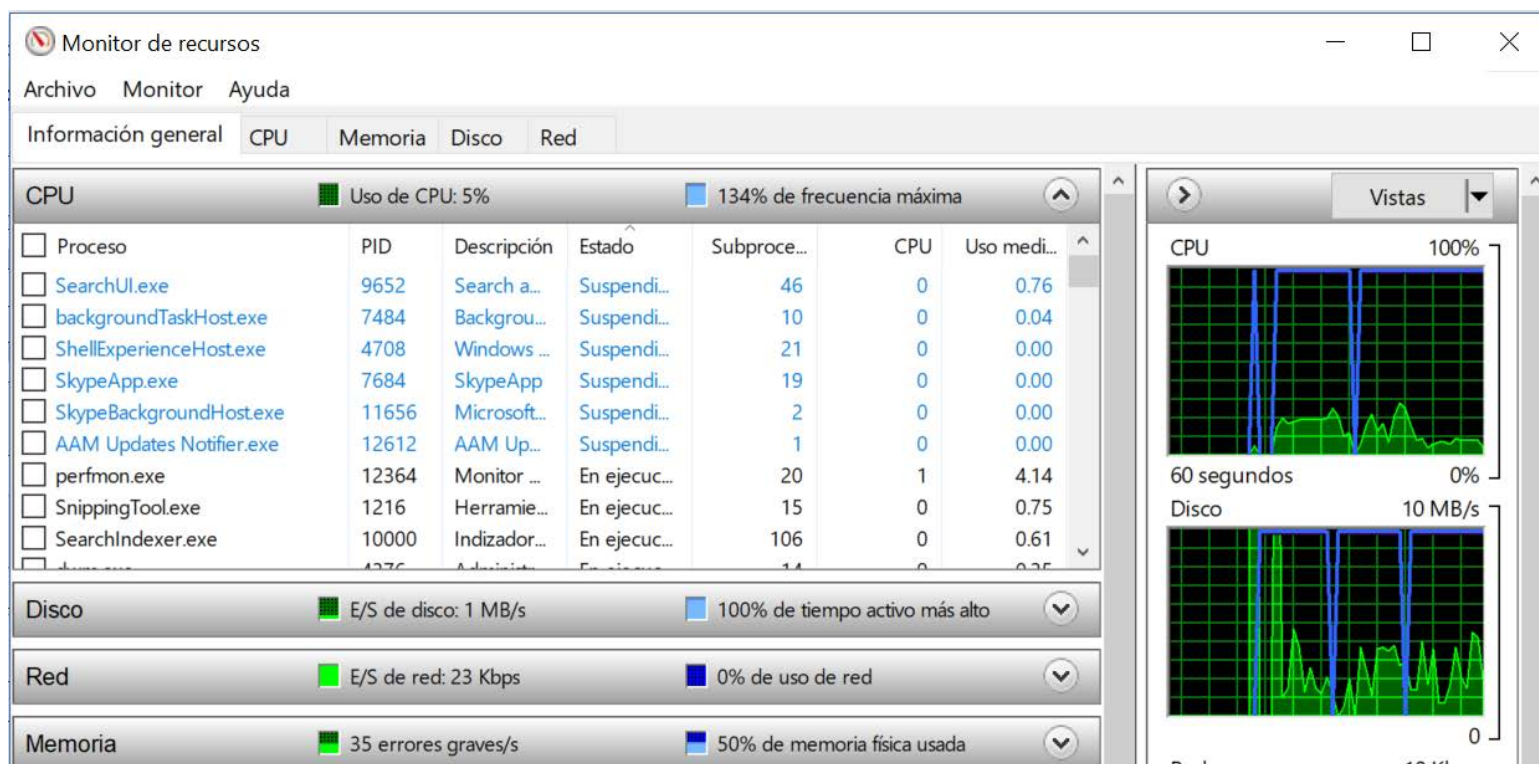 Monitor de recursos
Archivo Monitor Ayuda
Información general CPU Memoria Disco Red
CPU Uso de CPU: 5% 134% de frecuencia máxima
Proceso PID Descripción Estado Subproce... CPU Uso medi...
SearchUI.exe 9652 Search a... Suspendi... 46 0 0.76
backgroundTaskHost.exe 7484 Backgrou... Suspendi... 10 0 0.04
ShellExperienceHost.exe 4708 Windows ... Suspendi... 21 0 0.00
SkypeApp.exe 7684 SkypeApp Suspendi... 19 0 0.00
SkypeBackgroundHost.exe 11656 Microsoft... Suspendi... 2 0 0.00
AAM Updates Notifier.exe 12612 AAM Up... Suspendi... 1 0 0.00
perfmon.exe 12364 Monitor ... En ejecuc... 20 1 4.14
SnippingTool.exe 1216 Herramie... En ejecuc... 15 0 0.75
SearchIndexer.exe 10000 Indizador... En ejecuc... 106 0 0.61
Disco E/S de disco: 1 MB/s 100% de tiempo activo más alto
Red E/S de red: 23 Kbps 0% de uso de red
Memoria 35 errores graves/s 50% de memoria física usada
Vistas
CPU 100%
60 segundos 0%
Disco 10 MB/s
0